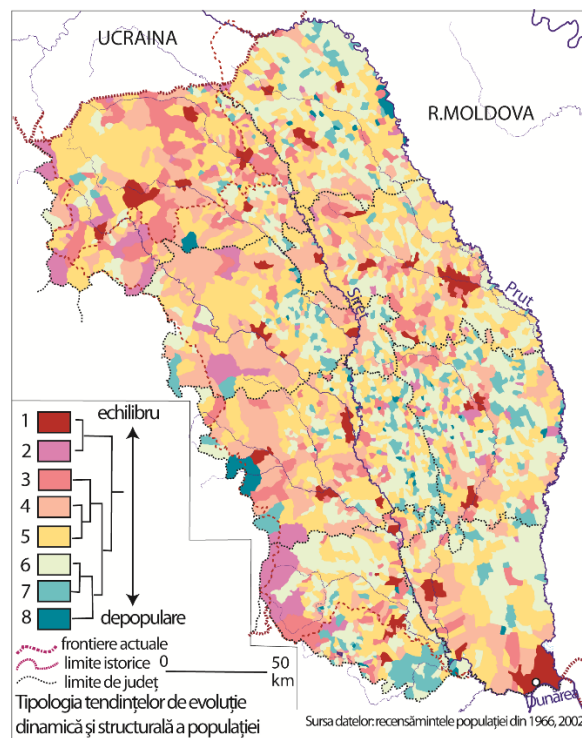 UCRAINA
R.MOLDOVA
Siret
Prut
1
2
3
4
5
6
7
8
echilibru
depopulare
frontiere actuale
limite istorice
limite de județ
0
50
km
Tipologia tendințelor de evoluție
dinamică și structurală a populației
Dunărea
Sursa datelor: recensămintele populației din 1966, 2002